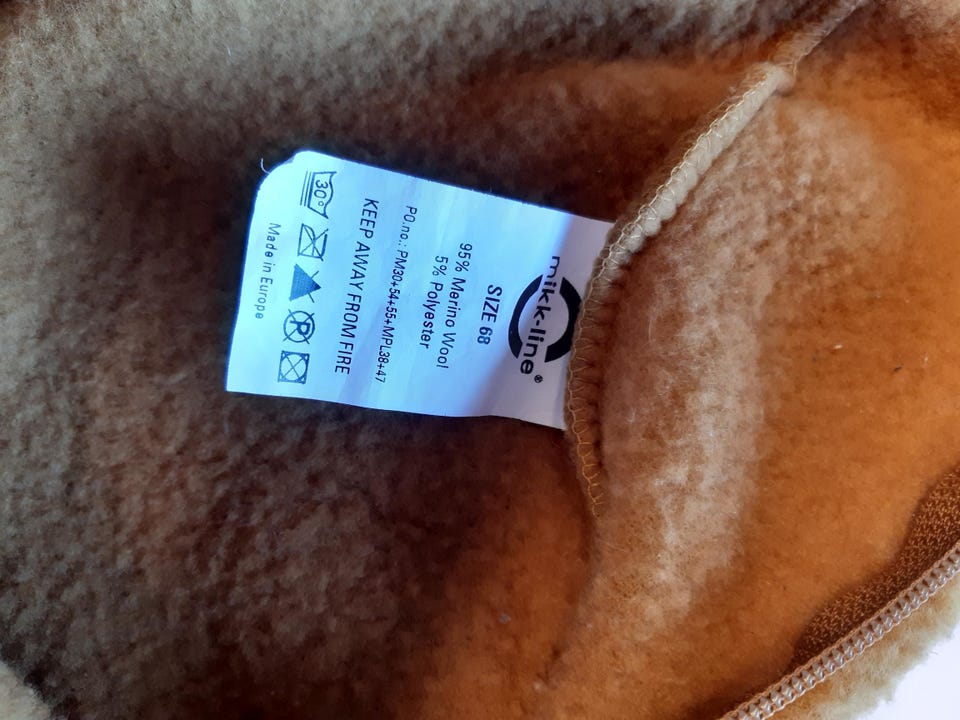 mikk-line®
SIZE 68
95% Merino Wool
5% Polyester
PO.no.: PM30+54+55+MPL38+47
KEEP AWAY FROM FIRE
30°
P
Made in Europe